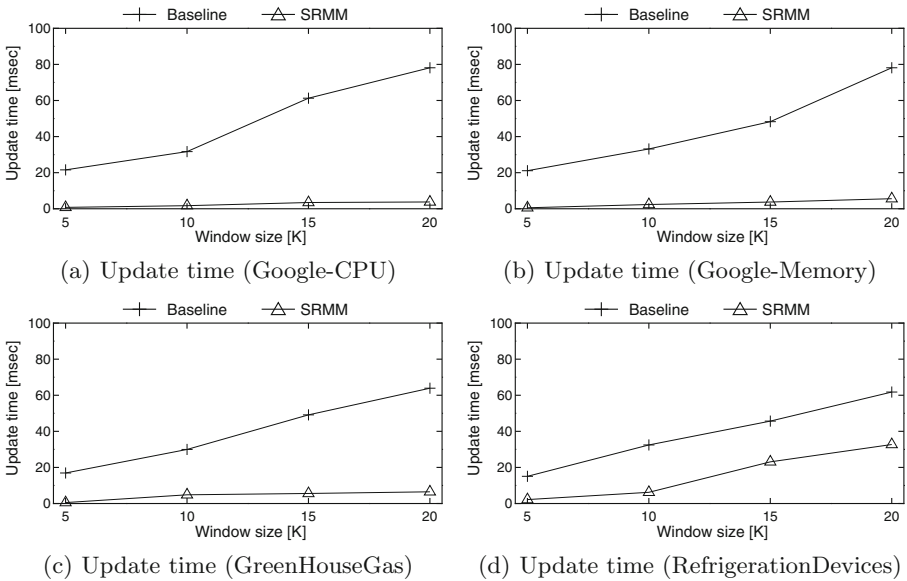 Baseline SRMM
Update time [msec]
100
80
60
40
20
0
5 10 15 20
Window size [K]
(a) Update time (Google-CPU)
Baseline SRMM
Update time [msec]
100
80
60
40
20
0
5 10 15 20
Window size [K]
(b) Update time (Google-Memory)
Baseline SRMM
Update time [msec]
100
80
60
40
20
0
5 10 15 20
Window size [K]
(c) Update time (GreenHouseGas)
Baseline SRMM
Update time [msec]
100
80
60
40
20
0
5 10 15 20
Window size [K]
(d) Update time (RefrigerationDevices)